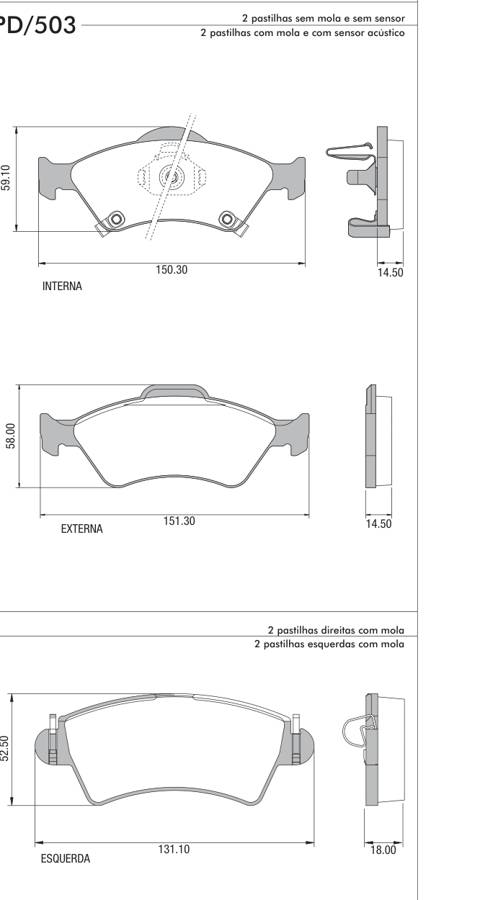 PD/503
2 pastilhas sem mola e sem sensor
2 pastilhas com mola e com sensor acústico
59.10
150.30
14.50
INTERNA
58.00
151.30
14.50
EXTERNA
2 pastilhas direitas com mola
2 pastilhas esquerdas com mola
52.50
131.10
18.00
ESQUERDA